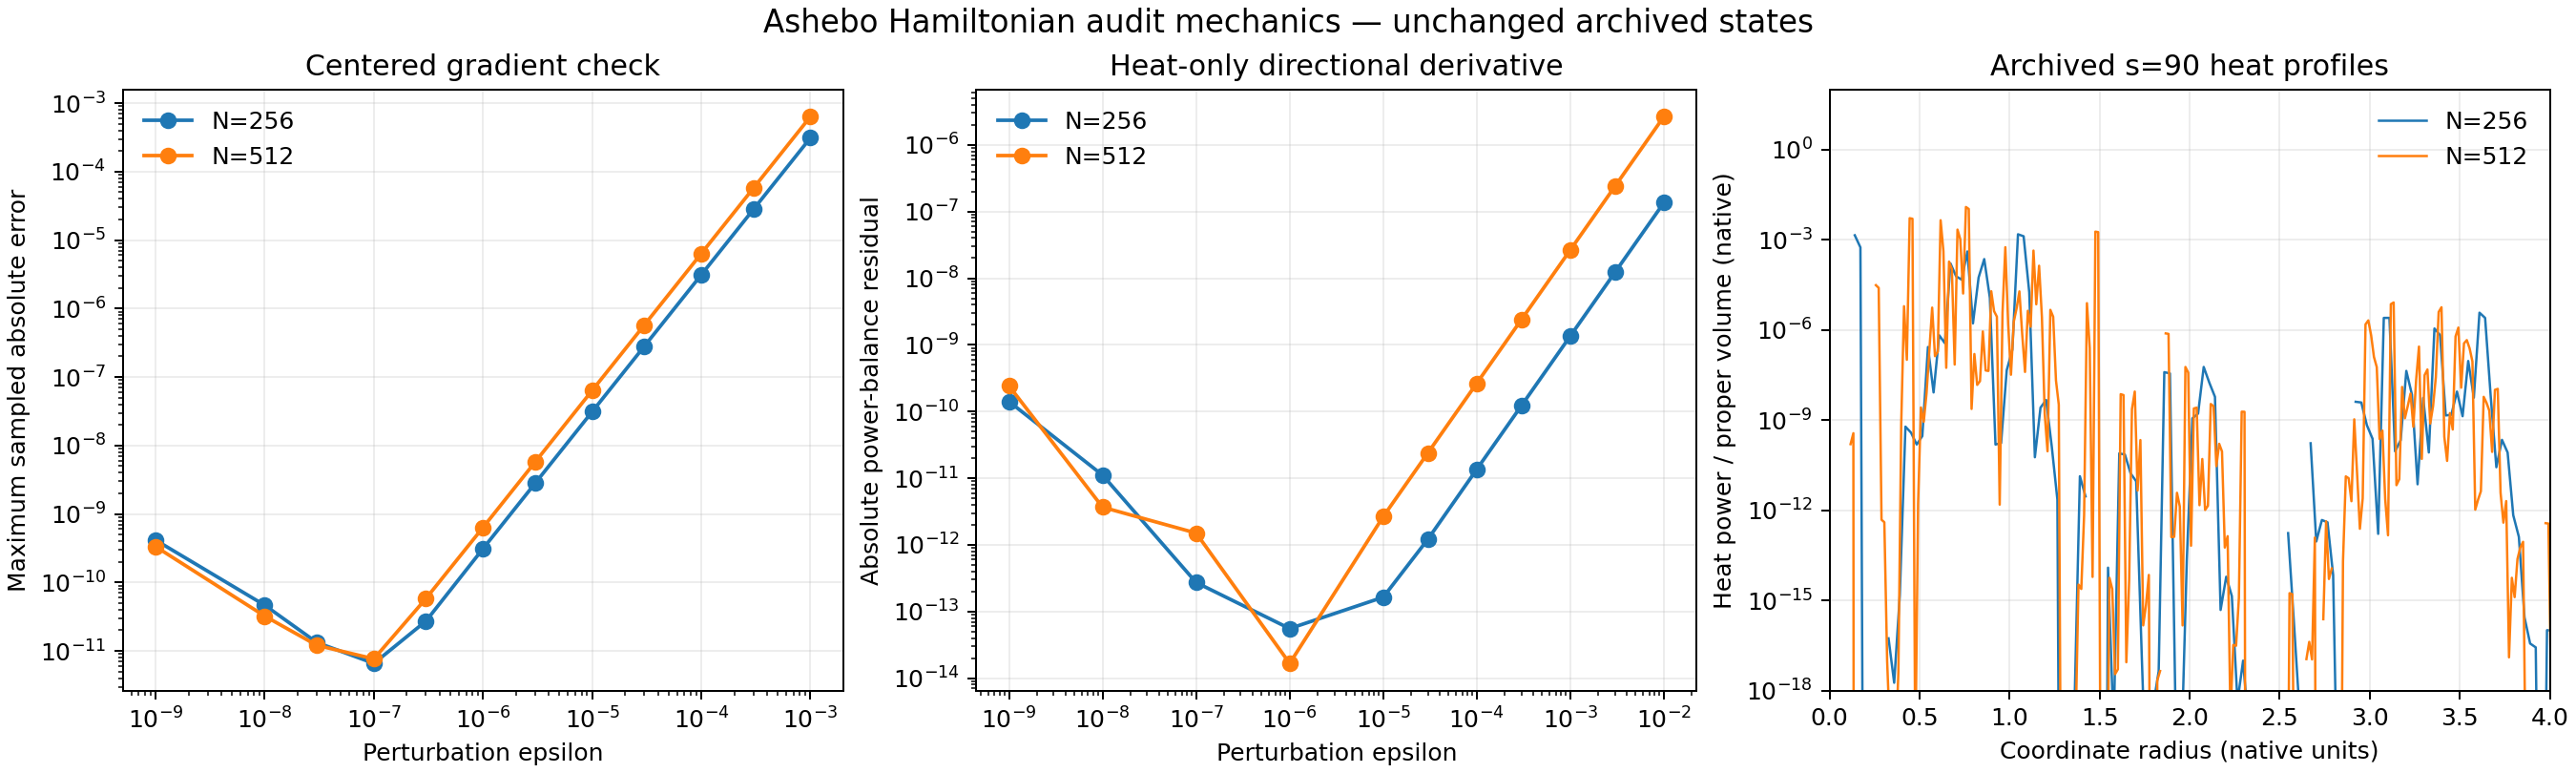 Ashebo Hamiltonian audit mechanics — unchanged archived states
Centered gradient check
Maximum sampled absolute error
10⁻³
10⁻⁴
10⁻⁵
10⁻⁶
10⁻⁷
10⁻⁸
10⁻⁹
10⁻¹⁰
10⁻¹¹
N=256
N=512
10⁻⁹ 10⁻⁸ 10⁻⁷ 10⁻⁶ 10⁻⁵ 10⁻⁴ 10⁻³
Perturbation epsilon
Heat-only directional derivative
Absolute power-balance residual
10⁻⁶
10⁻⁷
10⁻⁸
10⁻⁹
10⁻¹⁰
10⁻¹¹
10⁻¹²
10⁻¹³
10⁻¹⁴
N=256
N=512
10⁻⁹ 10⁻⁸ 10⁻⁷ 10⁻⁶ 10⁻⁵ 10⁻⁴ 10⁻³ 10⁻²
Perturbation epsilon
Archived s=90 heat profiles
Heat power / proper volume (native)
10⁰
10⁻³
10⁻⁶
10⁻⁹
10⁻¹²
10⁻¹⁵
10⁻¹⁸
N=256
N=512
0.0 0.5 1.0 1.5 2.0 2.5 3.0 3.5 4.0
Coordinate radius (native units)